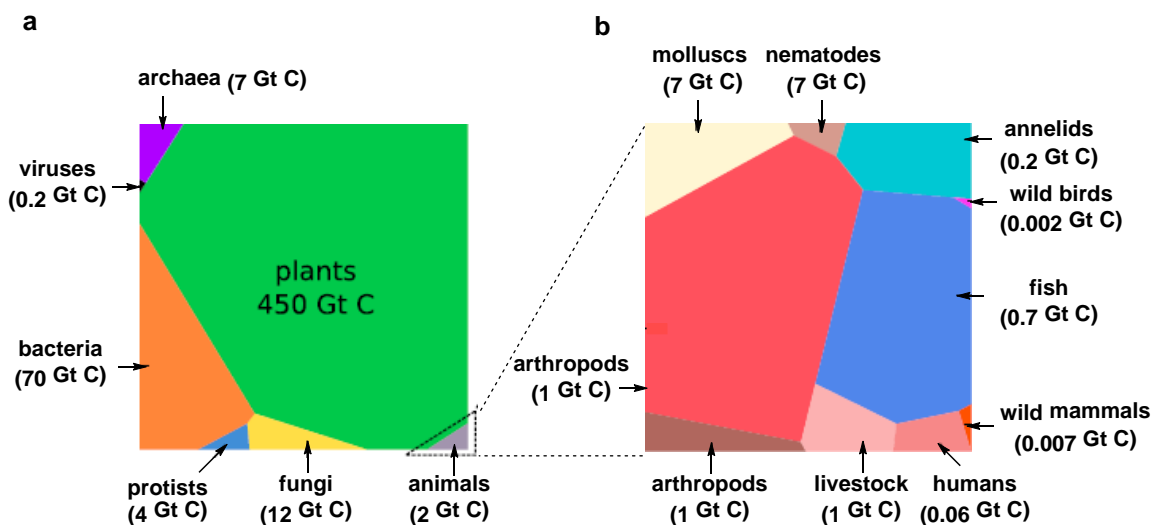 a
b
archaea (7 Gt C)
viruses
(0.2 Gt C)
plants
450 Gt C
bacteria
(70 Gt C)
protists
(4 Gt C)
fungi
(12 Gt C)
animals
(2 Gt C)
molluscs
(7 Gt C)
nematodes
(7 Gt C)
annelids
(0.2 Gt C)
wild birds
(0.002 Gt C)
fish
(0.7 Gt C)
arthropods
(1 Gt C)
wild mammals
(0.007 Gt C)
arthropods
(1 Gt C)
livestock
(1 Gt C)
humans
(0.06 Gt C)